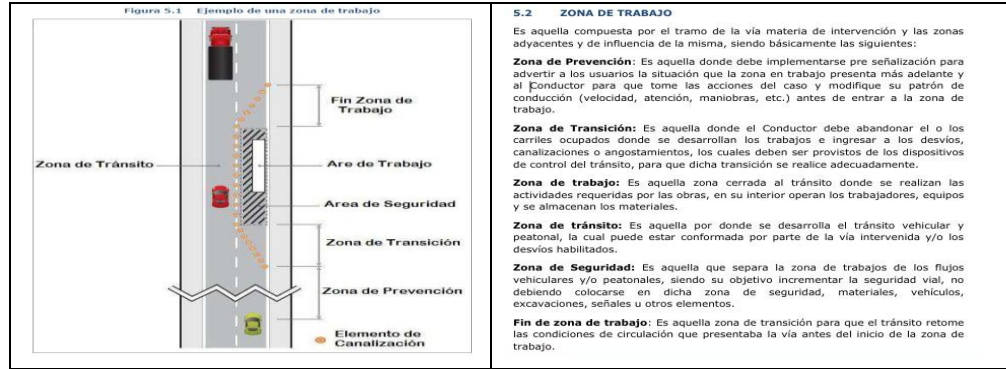 Figura 5.1 Ejemplo de una zona de trabajo
Fin Zona de
Trabajo
Zona de Tránsito
Are de Trabajo
Area de Seguridad
Zona de Transición
Zona de Prevención
Elemento de
Canalización
5.2 ZONA DE TRABAJO
Es aquella compuesta por el tramo de la vía materia de intervención y las zonas
adyacentes y de influencia de la misma, siendo básicamente las siguientes:
Zona de Prevención: Es aquella donde debe implementarse pre señalización para
advertir a los usuarios la situación que la zona en trabajo presenta más adelante y
al Conductor para que tome las acciones del caso y modifique su patrón de
conducción (velocidad, atención, maniobras, etc.) antes de entrar a la zona de
trabajo.
Zona de Transición: Es aquella donde el Conductor debe abandonar el o los
carriles ocupados donde se desarrollan los trabajos e ingresar a los desvíos,
canalizaciones o angostamientos, los cuales deben ser provistos de los dispositivos
de control del tránsito, para que dicha transición se realice adecuadamente.
Zona de trabajo: Es aquella zona cerrada al tránsito donde se realizan las
actividades requeridas por las obras, en su interior operan los trabajadores, equipos
y se almacenan los materiales.
Zona de tránsito: Es aquella por donde se desarrolla el tránsito vehicular y
peatonal, la cual puede estar conformada por parte de la vía intervenida y/o los
desvíos habilitados.
Zona de Seguridad: Es aquella que separa la zona de trabajos de los flujos
vehiculares y/o peatonales, siendo su objetivo incrementar la seguridad vial, no
debiendo colocarse en dicha zona de seguridad, materiales, vehículos,
excavaciones, señales u otros elementos.
Fin de zona de trabajo: Es aquella zona de transición para que el tránsito retome
las condiciones de circulación que presentaba la vía antes del inicio de la zona de
trabajo.